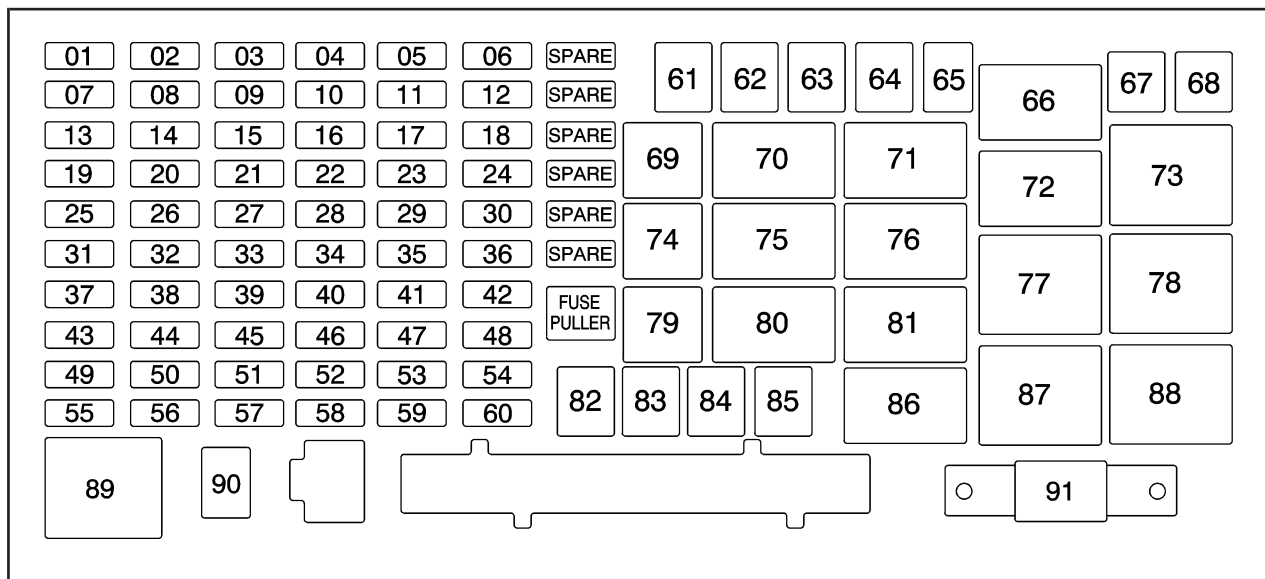 01 02 03 04 05 06 SPARE
07 08 09 10 11 12 SPARE
13 14 15 16 17 18 SPARE
19 20 21 22 23 24 SPARE
25 26 27 28 29 30 SPARE
31 32 33 34 35 36 SPARE
37 38 39 40 41 42 FUSE
PULLER
43 44 45 46 47 48
49 50 51 52 53 54
55 56 57 58 59 60
61 62 63 64 65 66 67 68
69 70 71 72 73
74 75 76 77 78
79 80 81
82 83 84 85 86 87 88
89 90 91